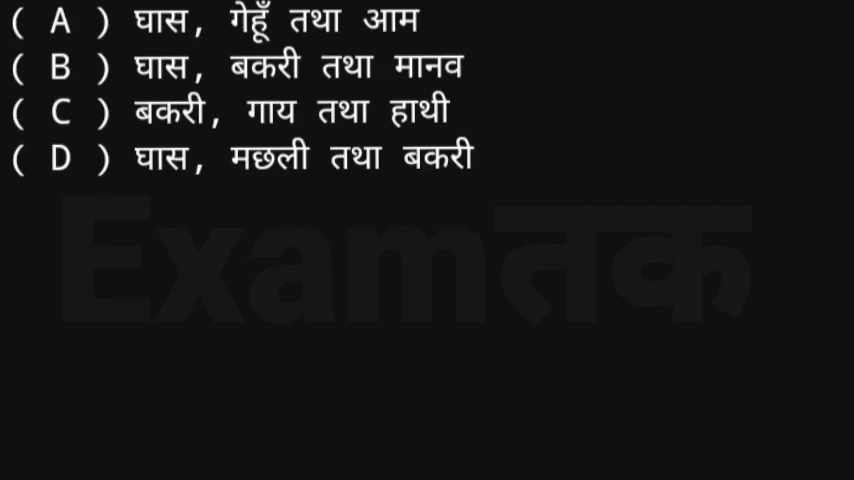 ( A ) घास, गेहूँ तथा आम
( B ) घास, बकरी तथा मानव
( C ) बकरी, गाय तथा हाथी
( D ) घास, मछली तथा बकरी
Examतक